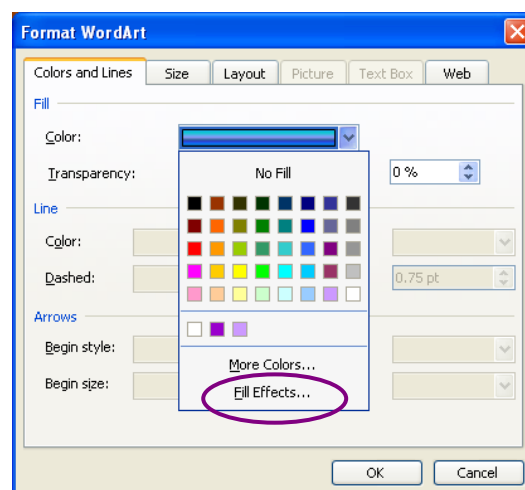 Format WordArt
Colors and Lines Size Layout Picture Text Box Web
Fill
Color:
No Fill
Transparency: 0 %
Line
Color:
Dashed: 0.75 pt
Arrows
Begin style:
More Colors...
Begin size:
Fill Effects...
OK Cancel